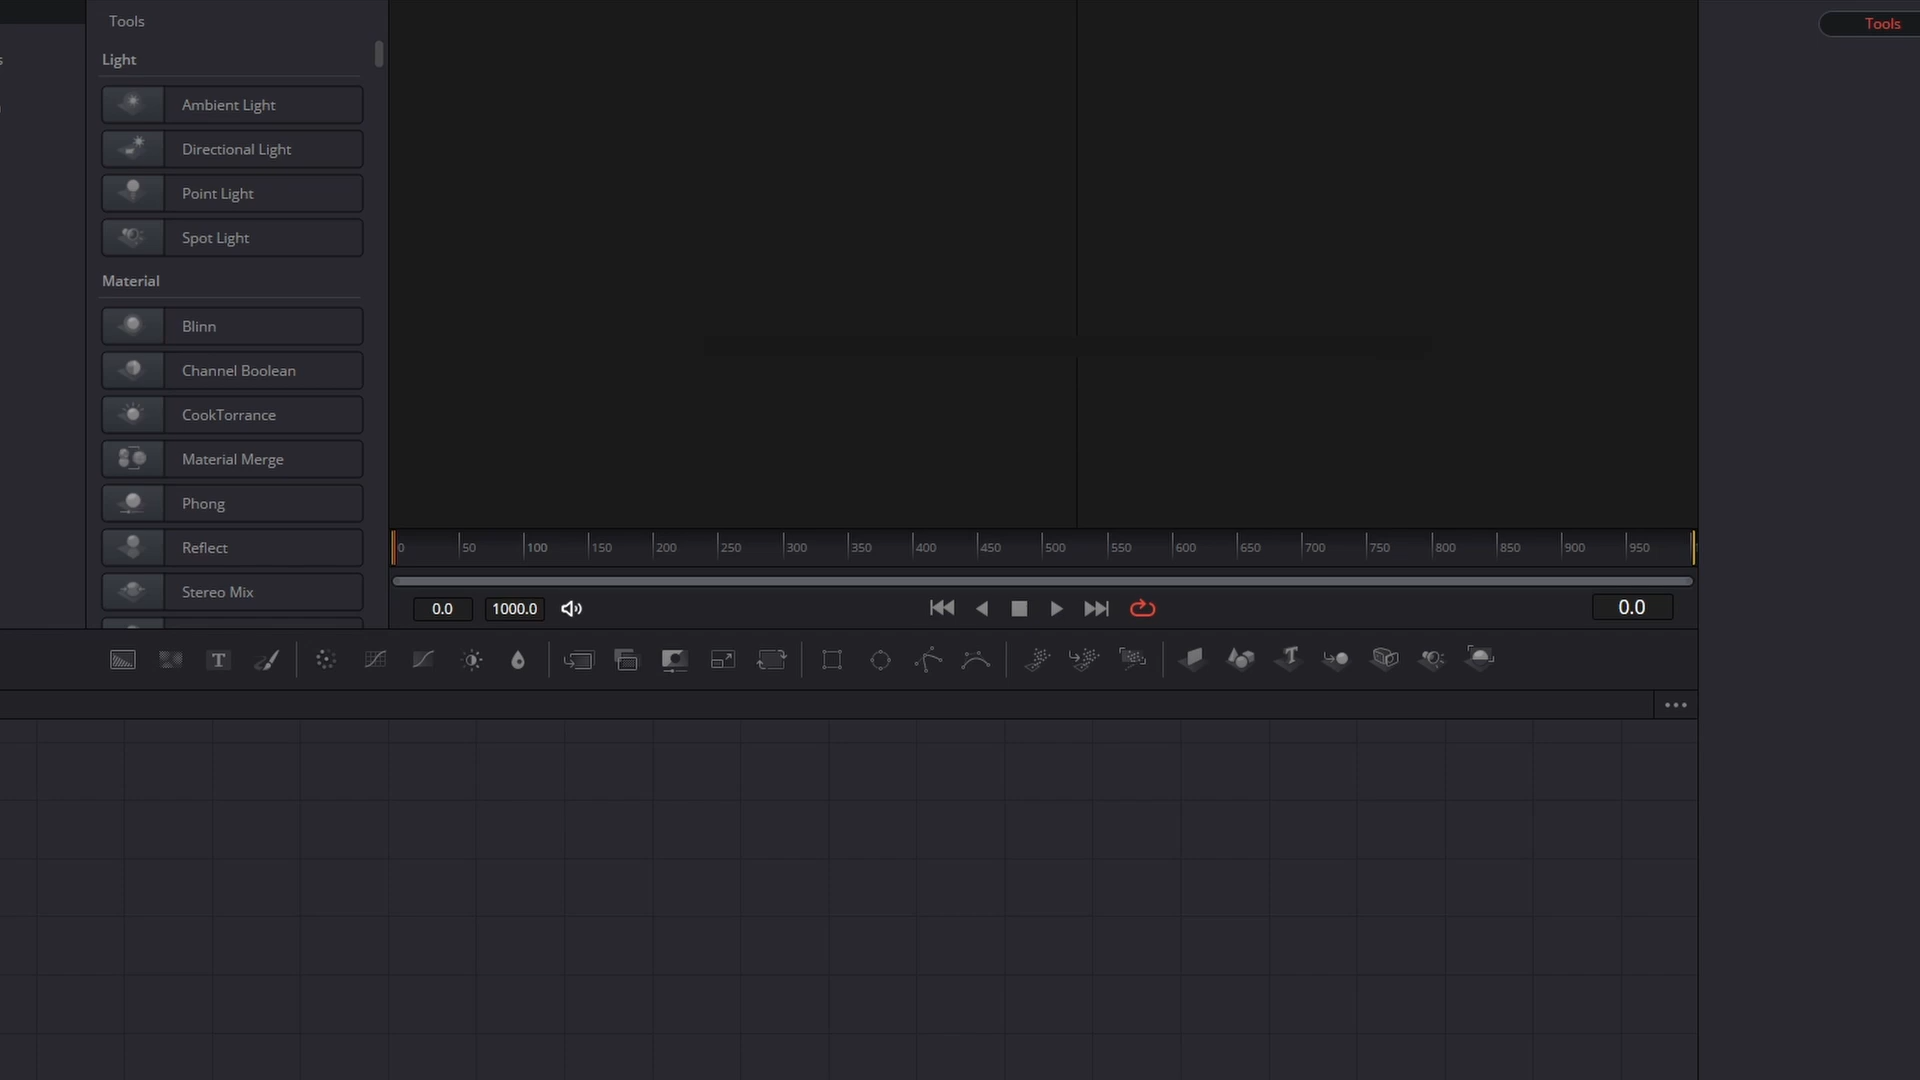 Tools
Tools
Light
Ambient Light
Directional Light
Point Light
Spot Light
Material
Blinn
Channel Boolean
CookTorrance
Material Merge
Phong
Reflect
Stereo Mix
0 50 100 150 200 250 300 350 400 450 500 550 600 650 700 750 800 850 900 950
0.0 1000.0 0.0